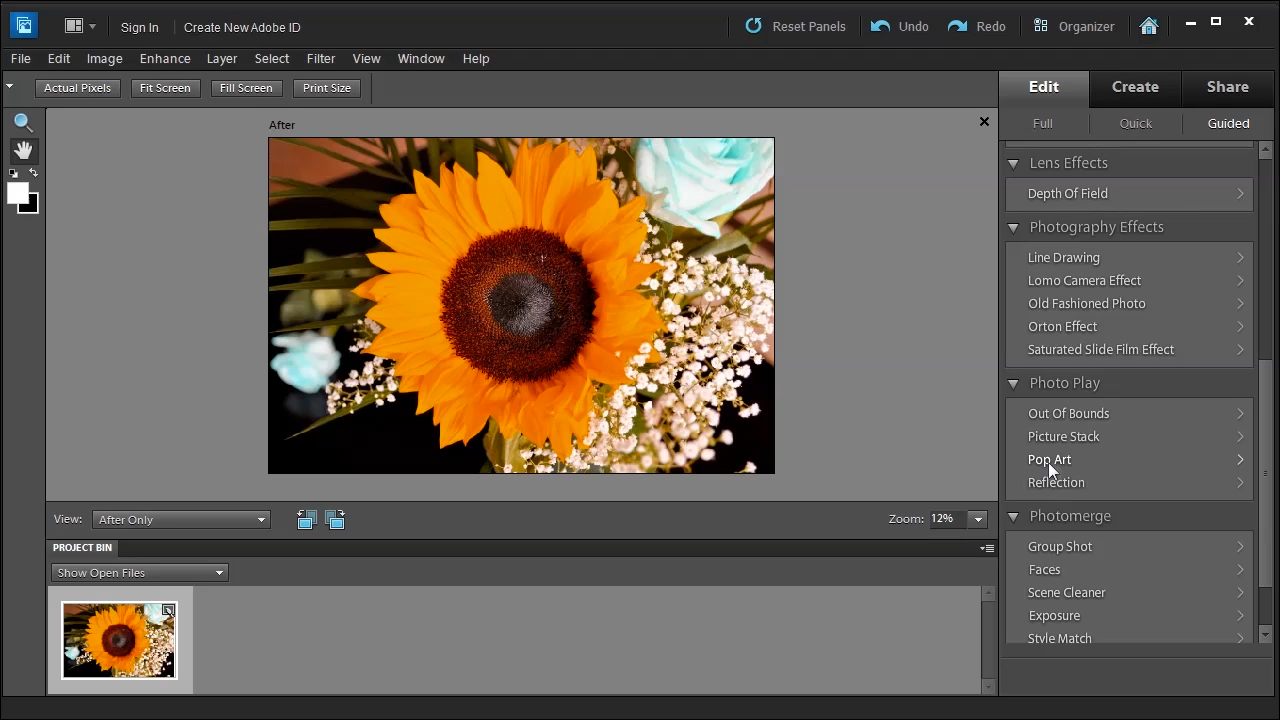 Sign In Create New Adobe ID Reset Panels Undo Redo Organizer
File Edit Image Enhance Layer Select Filter View Window Help
Actual Pixels Fit Screen Fill Screen Print Size
Edit Create Share
Full Quick Guided
After
Lens Effects
Depth Of Field
Photography Effects
Line Drawing
Lomo Camera Effect
Old Fashioned Photo
Orton Effect
Saturated Slide Film Effect
Photo Play
Out Of Bounds
Picture Stack
Pop Art
Reflection
Photomerge
Group Shot
Faces
Scene Cleaner
Exposure
Style Match
View: After Only Zoom: 12%
PROJECT BIN
Show Open Files